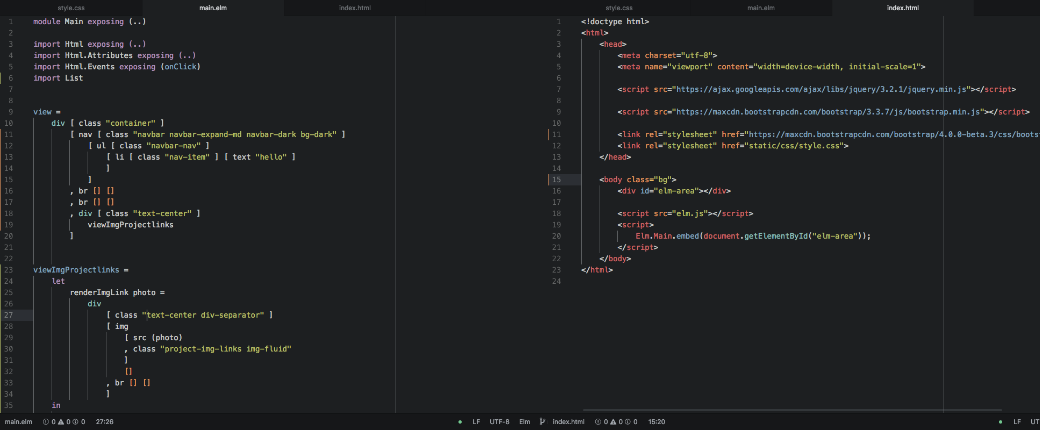 style.css main.elm index.html
1 module Main exposing (..)
2
3 import Html exposing (..)
4 import Html.Attributes exposing (..)
5 import Html.Events exposing (onClick)
6 import List
7
8
9 view =
10 div [ class "container" ]
11 [ nav [ class "navbar navbar-expand-md navbar-dark bg-dark" ]
12 [ ul [ class "navbar-nav" ]
13 [ li [ class "nav-item" ] [ text "hello" ]
14 ]
15 ]
16 , br [] []
17 , br [] []
18 , div [ class "text-center" ]
19 viewImgProjectlinks
20 ]
21
22
23 viewImgProjectlinks =
24 let
25 renderImgLink photo =
26 div
27 [ class "text-center div-separator" ]
28 [ img
29 [ src (photo)
30 , class "project-img-links img-fluid"
31 ]
32 []
33 , br [] []
34 ]
35 in
main.elm 0 0 0 27:26 LF UTF-8 Elm
style.css main.elm index.html
1 <!doctype html>
2 <html>
3 <head>
4 <meta charset="utf-8">
5 <meta name="viewport" content="width=device-width, initial-scale=1">
6
7 <script src="https://ajax.googleapis.com/ajax/libs/jquery/3.2.1/jquery.min.js"></script>
8
9 <script src="https://maxcdn.bootstrapcdn.com/bootstrap/3.3.7/js/bootstrap.min.js"></script>
10
11 <link rel="stylesheet" href="https://maxcdn.bootstrapcdn.com/bootstrap/4.0.0-beta.3/css/boots
12 <link rel="stylesheet" href="static/css/style.css">
13 </head>
14
15 <body class="bg">
16 <div id="elm-area"></div>
17
18 <script src="elm.js"></script>
19 <script>
20 Elm.Main.embed(document.getElementById("elm-area"));
21 </script>
22 </body>
23 </html>
24
index.html 0 0 0 15:20 LF UT